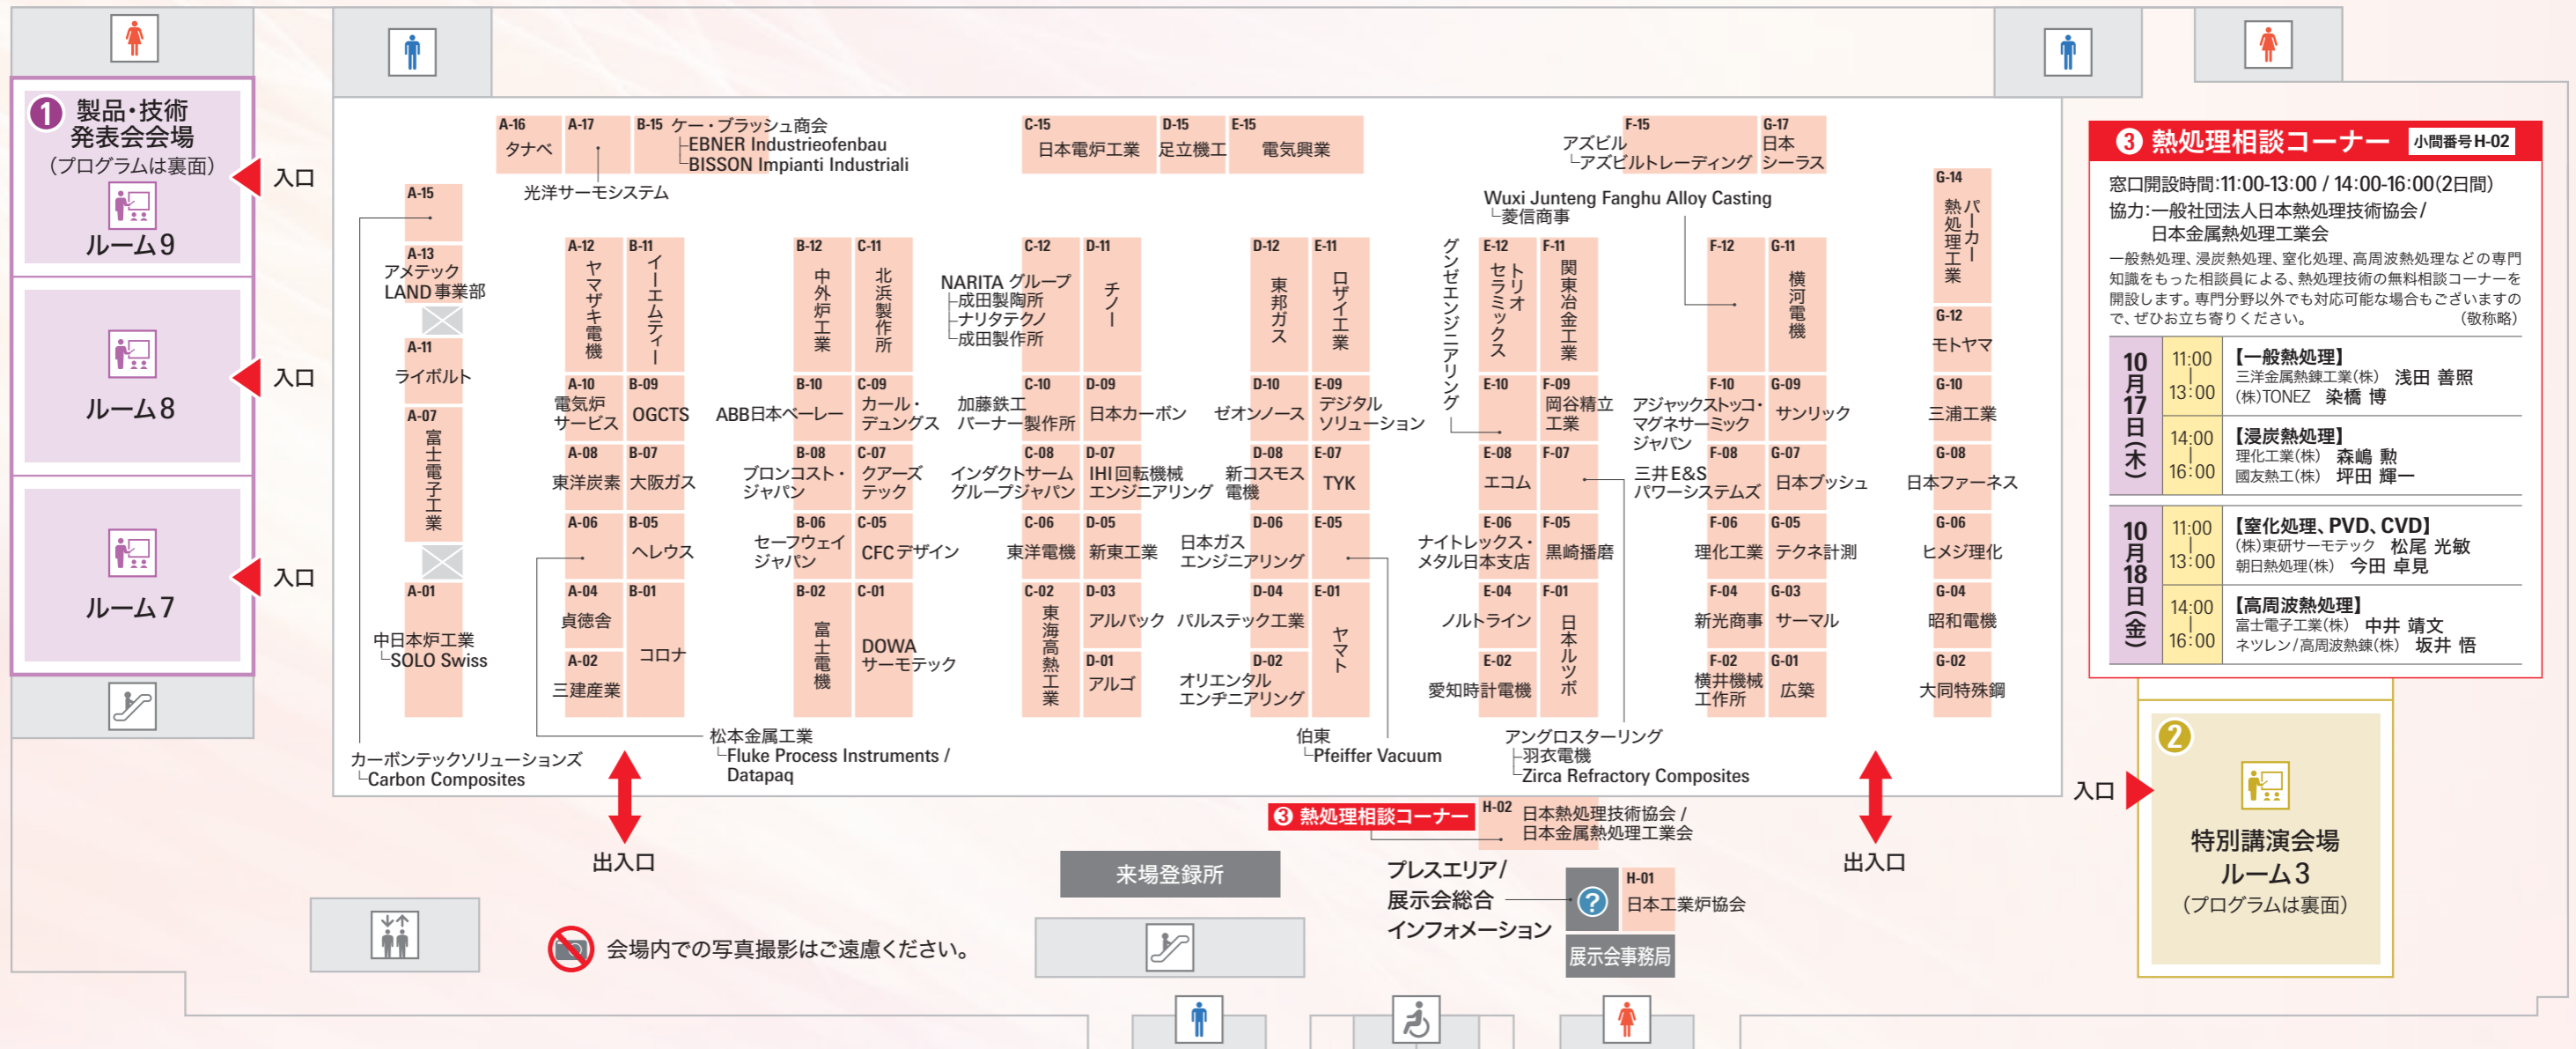 ❶ 製品・技術
発表会会場
(プログラムは裏面)
ルーム9
入口
ルーム8
入口
ルーム7
入口
A-16
タナベ
A-17
光洋サーモシステム
B-15 ケー・ブラッシュ商会
├EBNER Industrieofenbau
└BISSON Impianti Industriali
C-15
日本電炉工業
D-15
足立機工
E-15
電気興業
F-15
アズビル
└アズビルトレーディング
G-17
日本
シーラス
A-15
A-13
アメテック
LAND事業部
A-11
ライボルト
A-07
富士電子工業
A-01
中日本炉工業
└SOLO Swiss
カーボンテックソリューションズ
└Carbon Composites
A-12
ヤマザキ電機
B-11
イーエムティー
A-10
電気炉
サービス
B-09
OGCTS
A-08
東洋炭素
B-07
大阪ガス
A-06
B-05
ヘレウス
A-04
貞徳舎
B-01
コロナ
A-02
三建産業
松本金属工業
└Fluke Process Instruments /
Datapaq
B-12
中外炉工業
C-11
北浜製作所
B-10
ABB日本ベーレー
C-09
カール・
デュングス
B-08
ブロンコスト・
ジャパン
C-07
クアーズ
テック
B-06
セーフウェイ
ジャパン
C-05
CFCデザイン
B-02
富士電機
C-01
DOWA
サーモテック
C-12
NARITAグループ
├成田製陶所
├ナリタテクノ
└成田製作所
D-11
チノー
C-10
加藤鉄工
バーナー製作所
D-09
日本カーボン
C-08
インダクトサーム
グループジャパン
D-07
IHI回転機械
エンジニアリング
C-06
東洋電機
D-05
新東工業
C-02
東海高熱工業
D-03
アルバック
D-01
アルゴ
D-12
東邦ガス
E-11
ロザイ工業
D-10
ゼオンノース
E-09
デジタル
ソリューション
D-08
新コスモス
電機
E-07
TYK
D-06
日本ガス
エンジニアリング
E-05
D-04
パルステック工業
E-01
ヤマト
D-02
オリエンタル
エンヂニアリング
伯東
└Pfeiffer Vacuum
Wuxi Junteng Fanghu Alloy Casting
└菱信商事
グンゼエンジニアリング
E-12
トリオ
セラミックス
F-11
関東冶金工業
E-10
F-09
岡谷精立
工業
E-08
エコム
F-07
E-06
ナイトレックス・
メタル日本支店
F-05
黒崎播磨
E-04
ノルトライン
F-01
日本ルツボ
E-02
愛知時計電機
アングロスターリング
├羽衣電機
└Zirca Refractory Composites
F-12
G-11
横河電機
F-10
アジャックストッコ・
マグネサーミック
ジャパン
G-09
サンリック
F-08
三井E&S
パワーシステムズ
G-07
日本ブッシュ
F-06
理化工業
G-05
テクネ計測
F-04
新光商事
G-03
サーマル
F-02
横井機械
工作所
G-01
広築
G-14
パーカー
熱処理工業
G-12
モトヤマ
G-10
三浦工業
G-08
日本ファーネス
G-06
ヒメジ理化
G-04
昭和電機
G-02
大同特殊鋼
出入口
出入口
❸ 熱処理相談コーナー
H-02
日本熱処理技術協会 /
日本金属熱処理工業会
来場登録所
プレスエリア/
展示会総合
インフォメーション
?
H-01
日本工業炉協会
展示会事務局
会場内での写真撮影はご遠慮ください。
❸ 熱処理相談コーナー 小間番号H-02
窓口開設時間:11:00-13:00 / 14:00-16:00(2日間)
協力:一般社団法人日本熱処理技術協会/
日本金属熱処理工業会
一般熱処理、浸炭熱処理、窒化処理、高周波熱処理などの専門
知識をもった相談員による、熱処理技術の無料相談コーナーを
開設します。専門分野以外でも対応可能な場合もございますの
で、ぜひお立ち寄りください。 (敬称略)
10月17日(木)
11:00
|
13:00
【一般熱処理】
三洋金属熱錬工業(株) 浅田 善照
(株)TONEZ 染橋 博
14:00
|
16:00
【浸炭熱処理】
理化工業(株) 森嶋 勲
國友熱工(株) 坪田 輝一
10月18日(金)
11:00
|
13:00
【窒化処理、PVD、CVD】
(株)東研サーモテック 松尾 光敏
朝日熱処理(株) 今田 卓見
14:00
|
16:00
【高周波熱処理】
富士電子工業(株) 中井 靖文
ネツレン/高周波熱錬(株) 坂井 悟
入口
❷
特別講演会場
ルーム3
(プログラムは裏面)